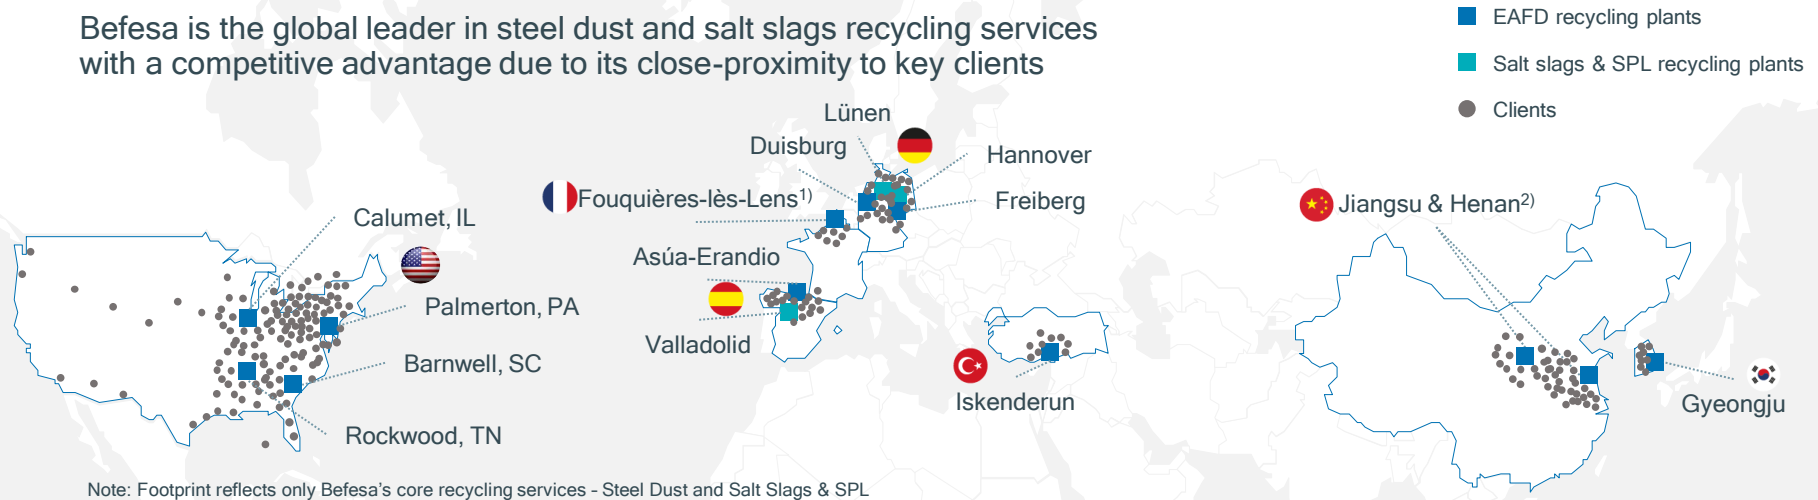 Befesa is the global leader in steel dust and salt slags recycling services
with a competitive advantage due to its close-proximity to key clients
EAFD recycling plants
Salt slags & SPL recycling plants
Clients
Lünen
Duisburg
Hannover
Fouquières-lès-Lens1)
Freiberg
Jiangsu & Henan2)
Calumet, IL
Asúa-Erandio
Palmerton, PA
Valladolid
Barnwell, SC
Iskenderun
Gyeongju
Rockwood, TN
Note: Footprint reflects only Befesa's core recycling services - Steel Dust and Salt Slags & SPL